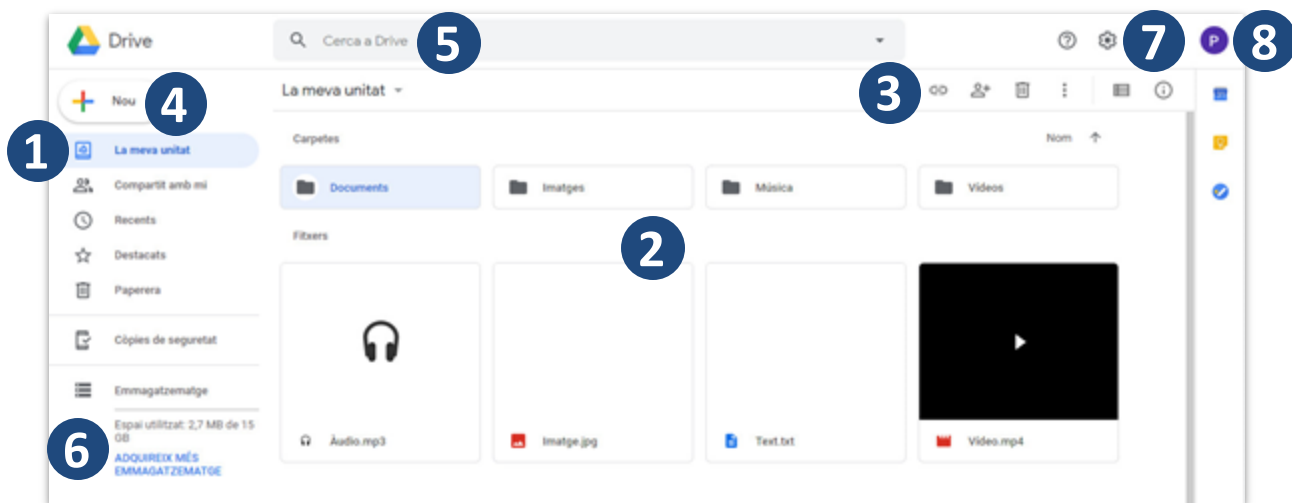 Drive
Cerca a Drive
5
7
P
8
Nou
4
La meva unitat
3
1
La meva unitat
Carpetes
Nom
Compartit amb mi
Documents
Imatges
Música
Vídeos
Recents
Fitxers
2
Destacats
Paperera
Còpies de seguretat
Emmagatzematge
Espai utilitzat: 2,7 MB de 15
GB
6
ADQUIREIX MÉS
EMMAGATZEMATGE
Àudio.mp3
Imatge.jpg
Text.txt
Vídeo.mp4